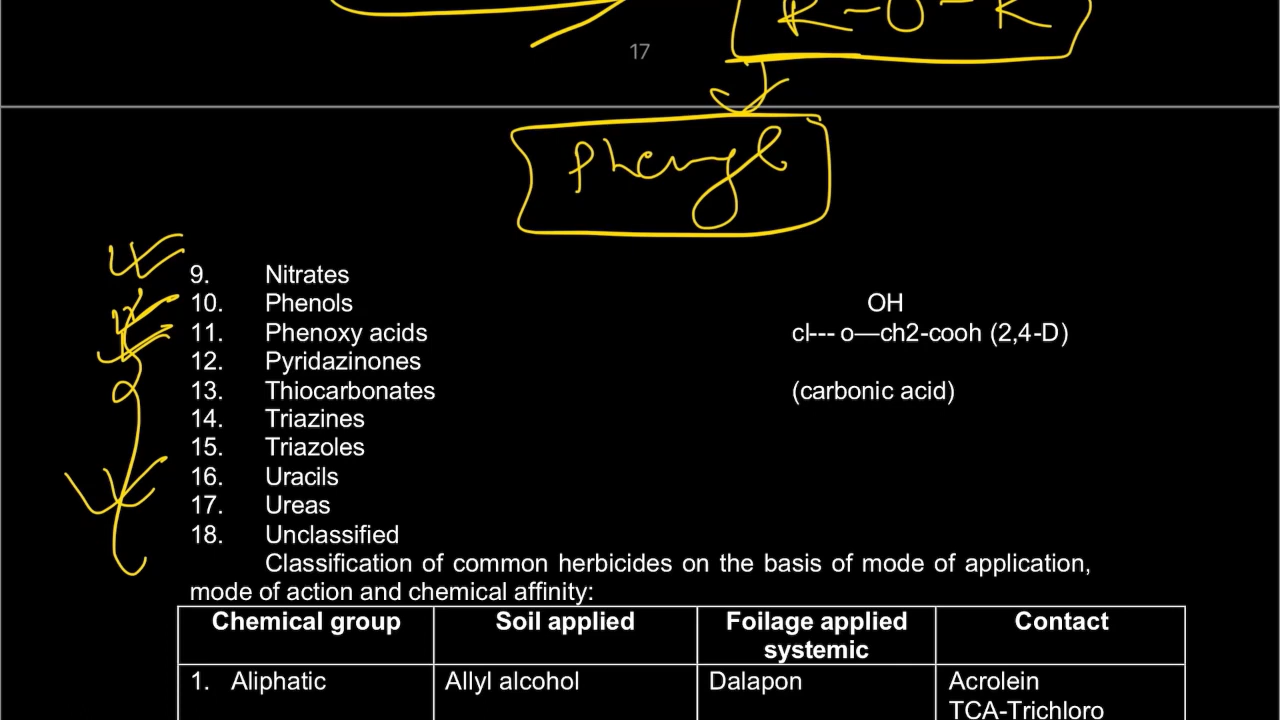 R-O-R
17
Phenyl
9. Nitrates
10. Phenols OH
11. Phenoxy acids cl--- o—ch2-cooh (2,4-D)
12. Pyridazinones
13. Thiocarbonates (carbonic acid)
14. Triazines
15. Triazoles
16. Uracils
17. Ureas
18. Unclassified
Classification of common herbicides on the basis of mode of application,
mode of action and chemical affinity:
Chemical group Soil applied Foilage applied Contact
systemic
1. Aliphatic Allyl alcohol Dalapon Acrolein
TCA-Trichloro